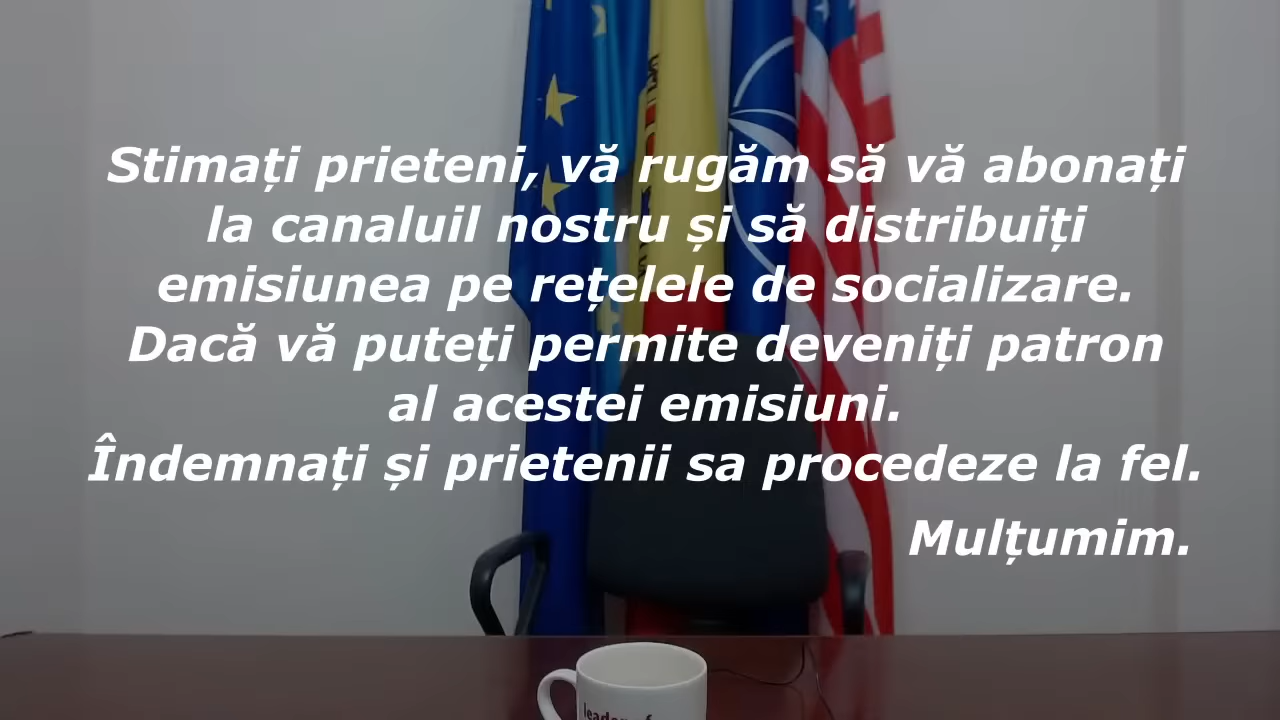 Stimați prieteni, vă rugăm să vă abonați
la canaluil nostru și să distribuiți
emisiunea pe rețelele de socializare.
Dacă vă puteți permite deveniți patron
al acestei emisiuni.
Îndemnați și prietenii sa procedeze la fel.
Mulțumim.